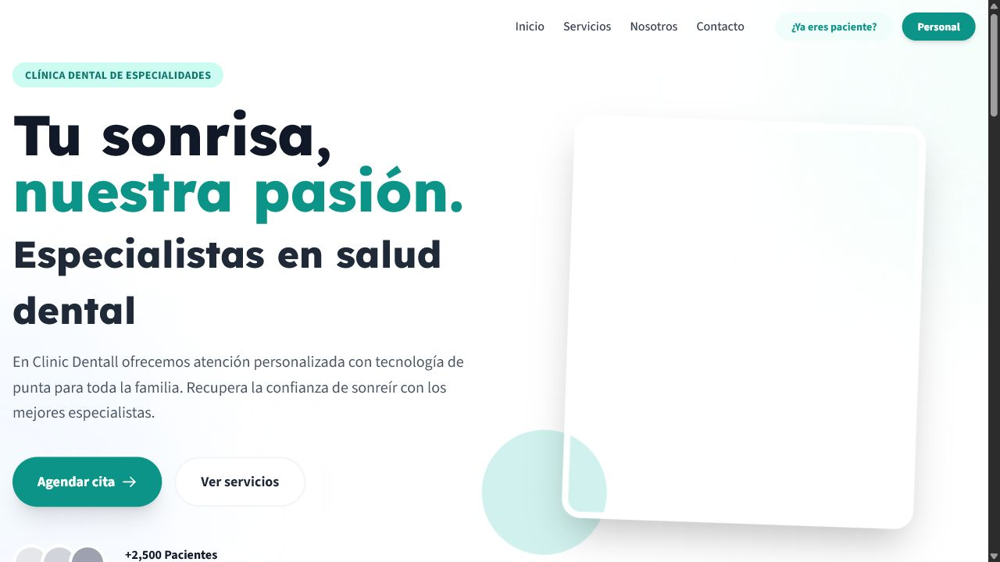 Inicio Servicios Nosotros Contacto ¿Ya eres paciente? Personal
CLÍNICA DENTAL DE ESPECIALIDADES
Tu sonrisa,
nuestra pasión.
Especialistas en salud
dental
En Clinic Dentall ofrecemos atención personalizada con tecnología de
punta para toda la familia. Recupera la confianza de sonreír con los
mejores especialistas.
Agendar cita Ver servicios
+2,500 Pacientes